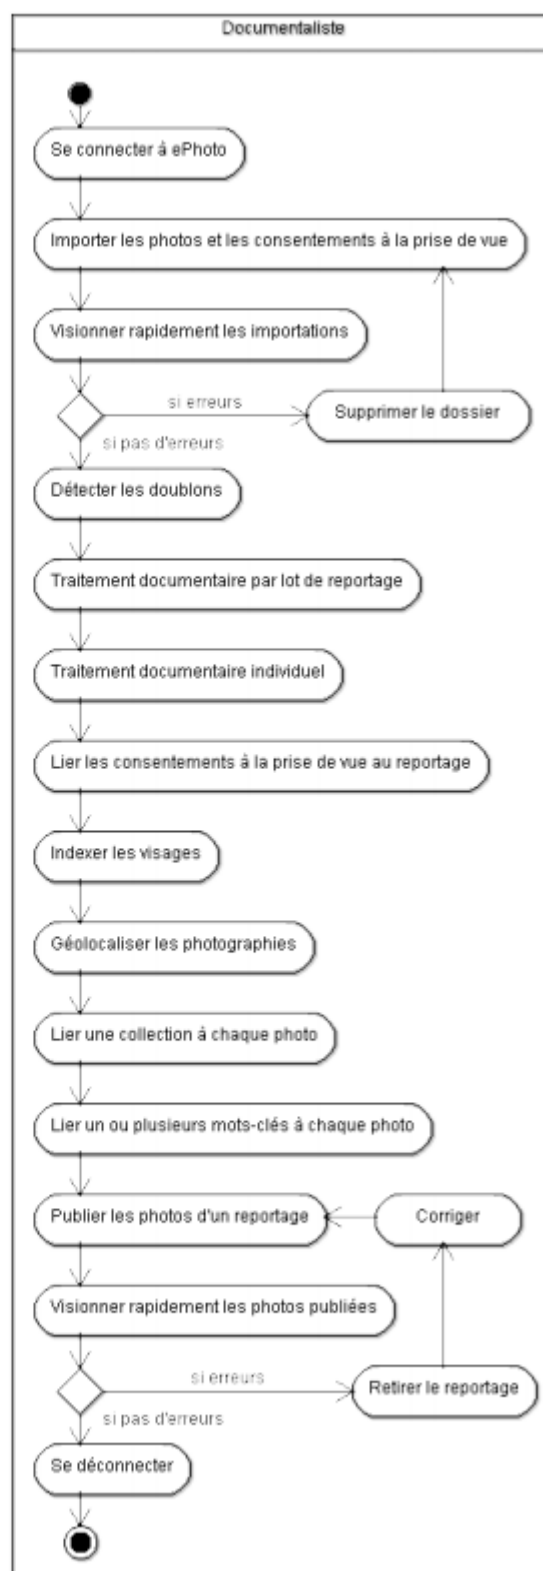 Documentaliste
Se connecter à ePhoto
Importer les photos et les consentements à la prise de vue
Visionner rapidement les importations
si erreurs
Supprimer le dossier
si pas d'erreurs
Détecter les doublons
Traitement documentaire par lot de reportage
Traitement documentaire individuel
Lier les consentements à la prise de vue au reportage
Indexer les visages
Géolocaliser les photographies
Lier une collection à chaque photo
Lier un ou plusieurs mots-clés à chaque photo
Publier les photos d'un reportage
Corriger
Visionner rapidement les photos publiées
si erreurs
Retirer le reportage
si pas d'erreurs
Se déconnecter